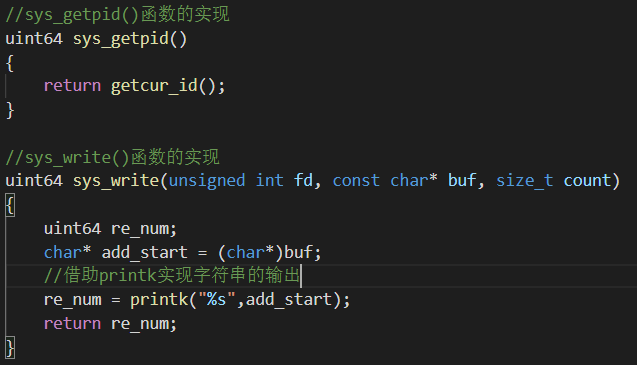 //sys_getpid()函数的实现
uint64 sys_getpid()
{
    return getcur_id();
}

//sys_write()函数的实现
uint64 sys_write(unsigned int fd, const char* buf, size_t count)
{
    uint64 re_num;
    char* add_start = (char*)buf;
    //借助printk实现字符串的输出
    re_num = printk("%s",add_start);
    return re_num;
}